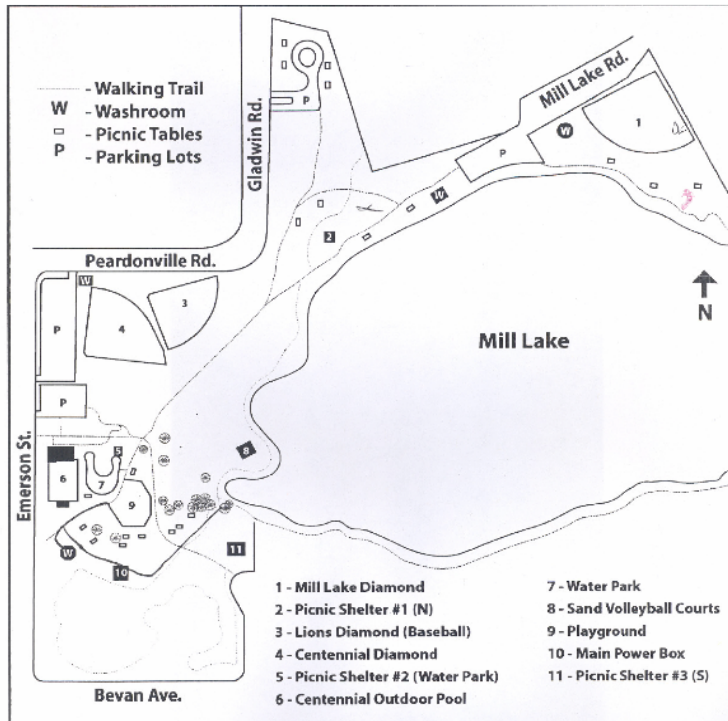 - Walking Trail
W - Washroom
- Picnic Tables
P - Parking Lots
Gladwin Rd.
P
Mill Lake Rd.
1
W
P
W
2
Peardonville Rd.
W
3
4
P
N
Mill Lake
P
Emerson St.
5
8
6
7
9
W
10
11
Bevan Ave.
1 - Mill Lake Diamond
2 - Picnic Shelter #1 (N)
3 - Lions Diamond (Baseball)
4 - Centennial Diamond
5 - Picnic Shelter #2 (Water Park)
6 - Centennial Outdoor Pool
7 - Water Park
8 - Sand Volleyball Courts
9 - Playground
10 - Main Power Box
11 - Picnic Shelter #3 (S)